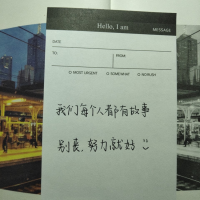 Hello, I am
MESSAGE
DATE
TO
FROM
MOST URGENT SOMEWHAT NO RUSH
我们每个人都有故事
别丧,努力就好